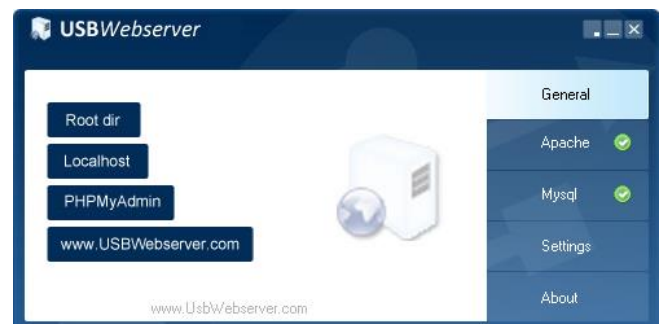 USBWebserver
Root dir
Localhost
PHPMyAdmin
www.USBWebserver.com
www.UsbWebserver.com
General
Apache
Mysql
Settings
About